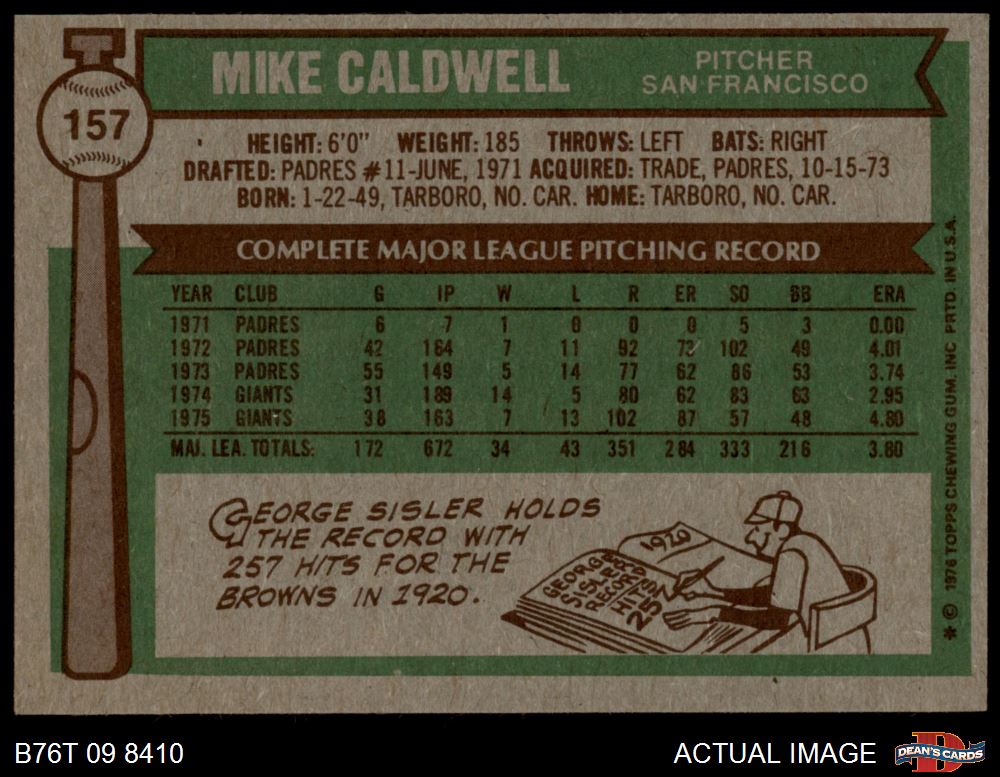 MIKE CALDWELL
PITCHER
SAN FRANCISCO
157
HEIGHT: 6'0" WEIGHT: 185 THROWS: LEFT BATS: RIGHT
DRAFTED: PADRES #11-JUNE, 1971 ACQUIRED: TRADE, PADRES, 10-15-73
BORN: 1-22-49, TARBORO, NO. CAR. HOME: TARBORO, NO. CAR.
COMPLETE MAJOR LEAGUE PITCHING RECORD
YEAR CLUB G IP W L R ER SO BB ERA
1971 PADRES 6 7 1 0 0 0 5 3 0.00
1972 PADRES 42 164 7 11 92 73 102 49 4.01
1973 PADRES 55 149 5 14 77 62 86 53 3.74
1974 GIANTS 31 189 14 5 80 62 83 63 2.95
1975 GIANTS 38 163 7 13 102 87 57 48 4.80
MAJ. LEA. TOTALS: 172 672 34 43 351 284 333 216 3.80
GEORGE SISLER HOLDS
THE RECORD WITH
257 HITS FOR THE
BROWNS IN 1920.
1920
GEORGE
SISLER
RECORD
HITS
25
* © 1976 TOPPS CHEWING GUM, INC. PRTD. IN U.S.A.
B76T 09 8410
ACTUAL IMAGE
DEAN'S CARDS